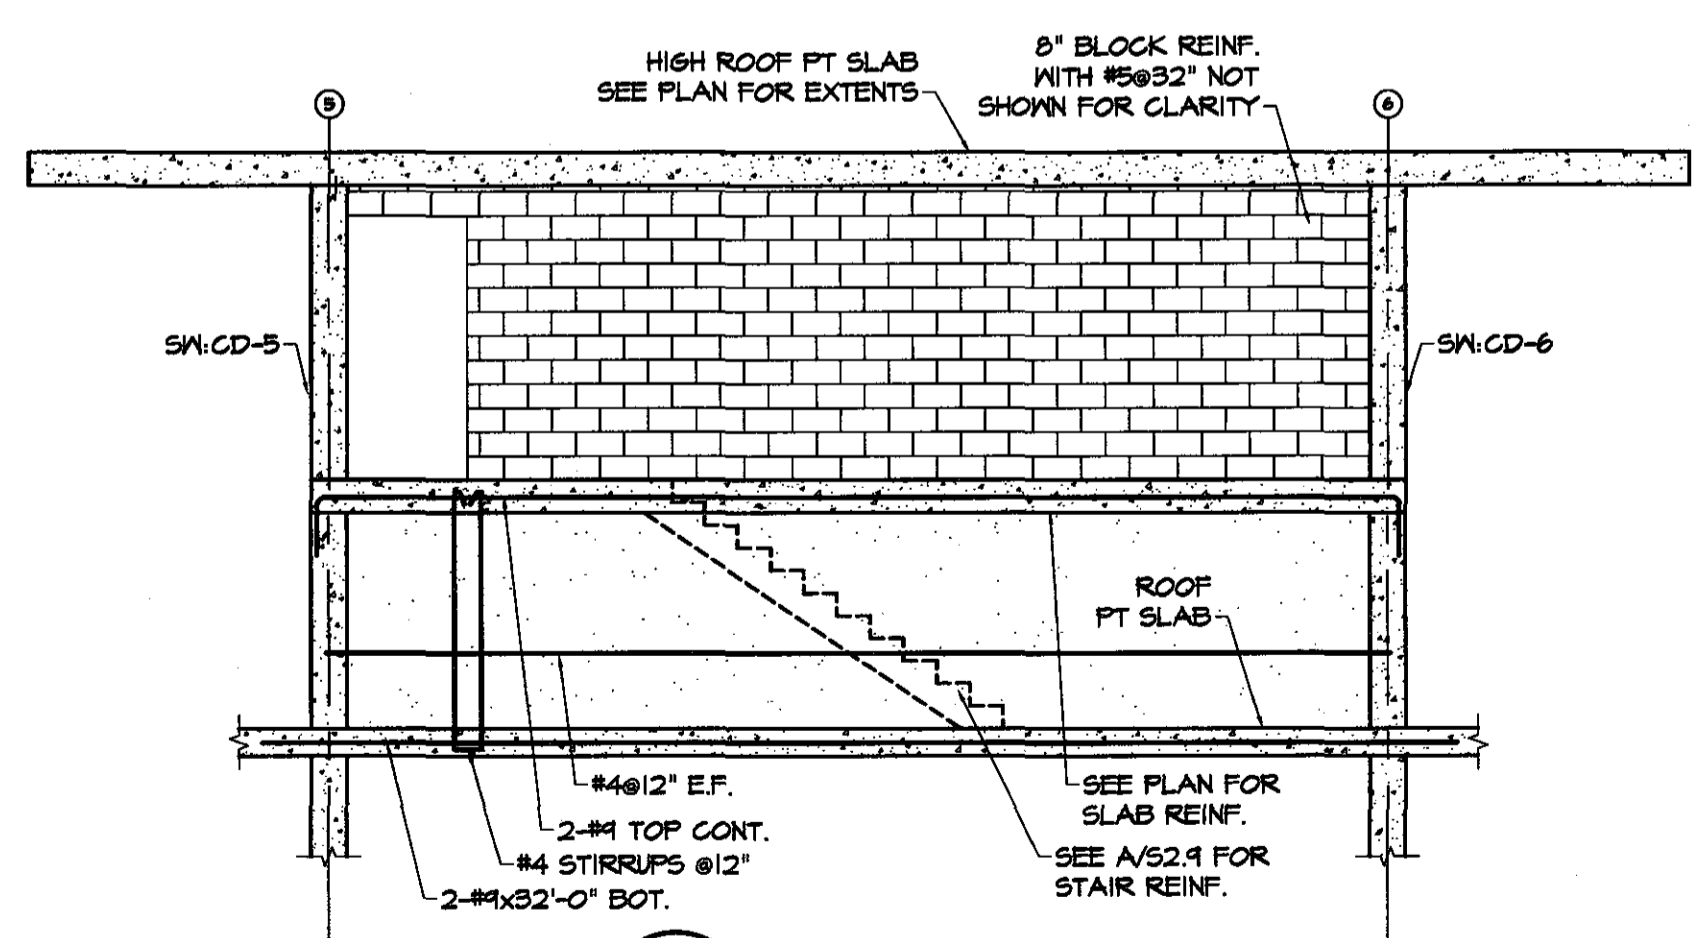 HIGH ROOF PT SLAB
SEE PLAN FOR EXTENTS
8" BLOCK REINF.
WITH #5@32" NOT
SHOWN FOR CLARITY
5
6
SW:CD-5
SW:CD-6
ROOF
PT SLAB
#4@12" E.F.
2-#9 TOP CONT.
#4 STIRRUPS @12"
2-#9x32'-0" BOT.
SEE PLAN FOR
SLAB REINF.
SEE A/S2.9 FOR
STAIR REINF.